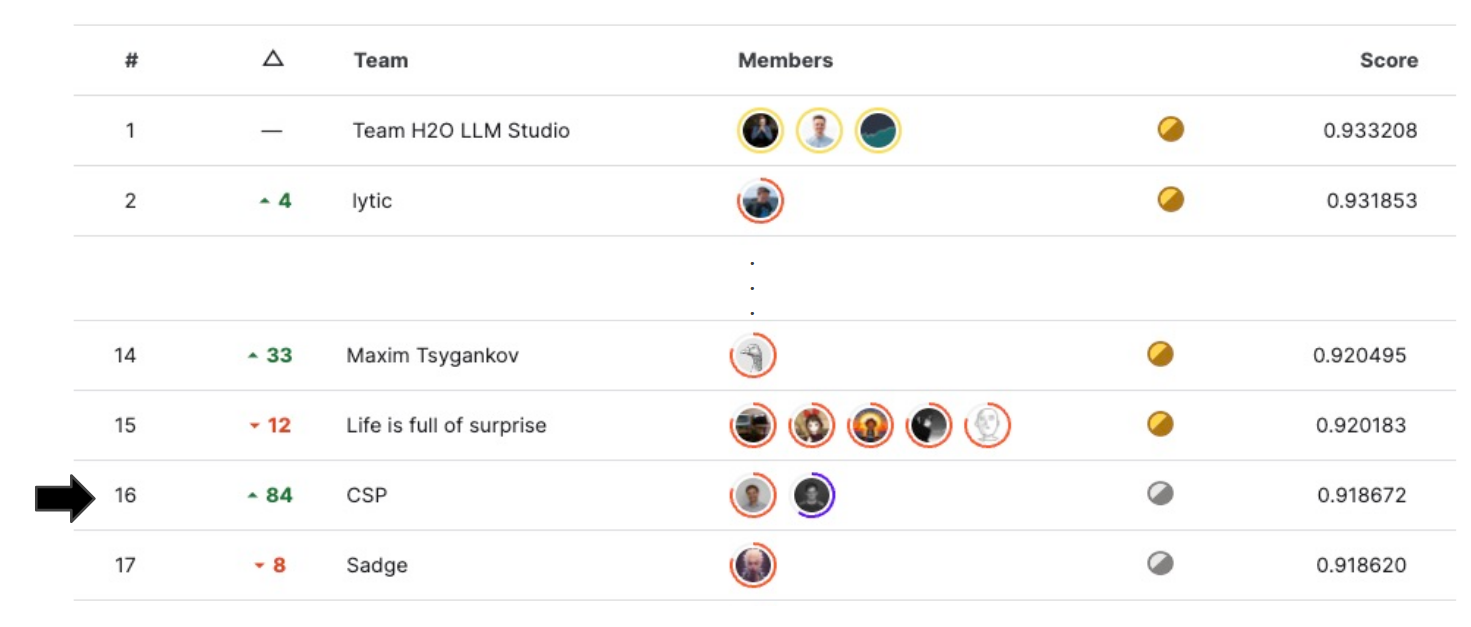 # △ Team Members Score
1 — Team H2O LLM Studio 0.933208
2 ▲ 4 lytic 0.931853
.
.
.
14 ▲ 33 Maxim Tsygankov 0.920495
15 ▼ 12 Life is full of surprise 0.920183
16 ▲ 84 CSP 0.918672
17 ▼ 8 Sadge 0.918620